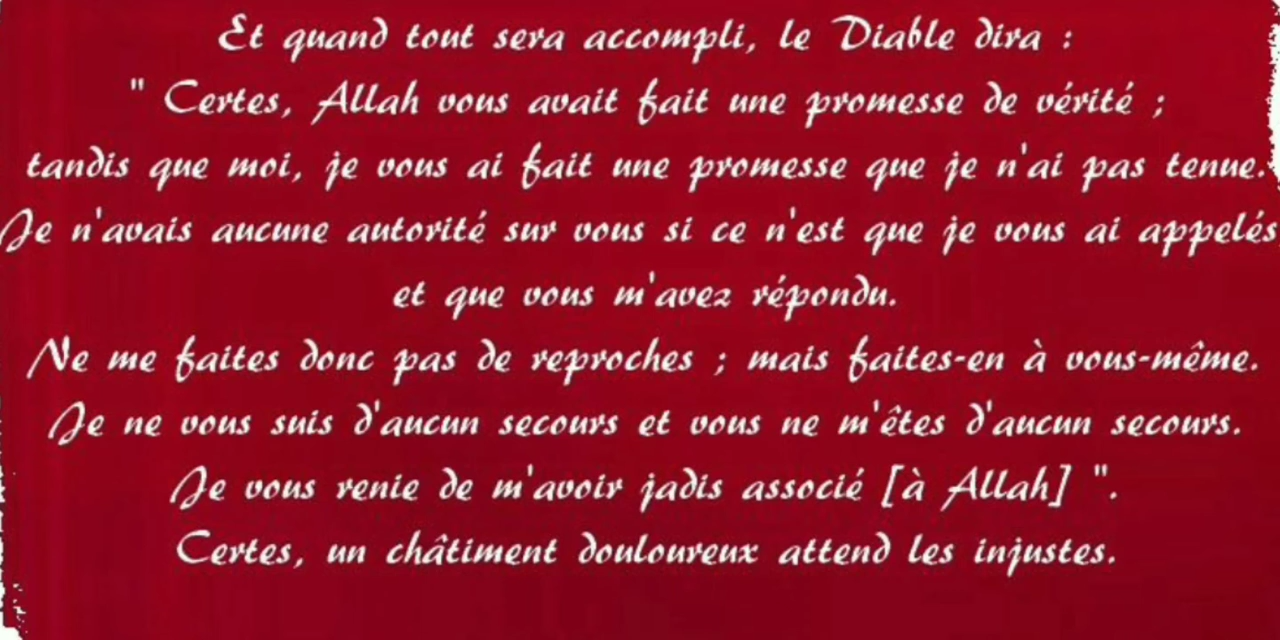 Et quand tout sera accompli, le Diable dira :
" Certes, Allah vous avait fait une promesse de vérité ;
tandis que moi, je vous ai fait une promesse que je n'ai pas tenue.
Je n'avais aucune autorité sur vous si ce n'est que je vous ai appelés
et que vous m'avez répondu.
Ne me faites donc pas de reproches ; mais faites-en à vous-même.
Je ne vous suis d'aucun secours et vous ne m'êtes d'aucun secours.
Je vous renie de m'avoir jadis associé [à Allah] ".
Certes, un châtiment douloureux attend les injustes.